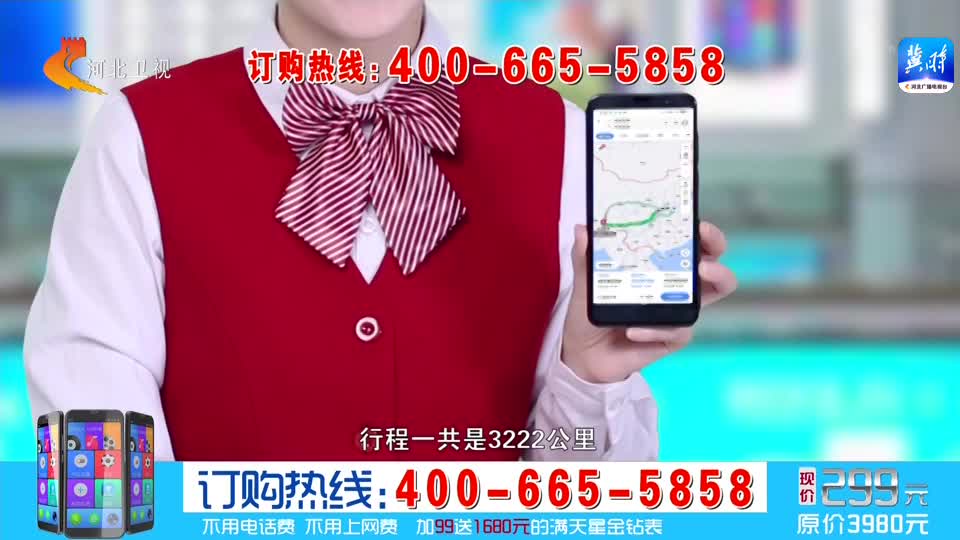 河北卫视
订购热线:400-665-5858
冀时
河北广播电视台
行程一共是3222公里
订购热线:400-665-5858
现价299元
不用电话费 不用上网费 加99送1680元的满天星金钻表
原价3980元